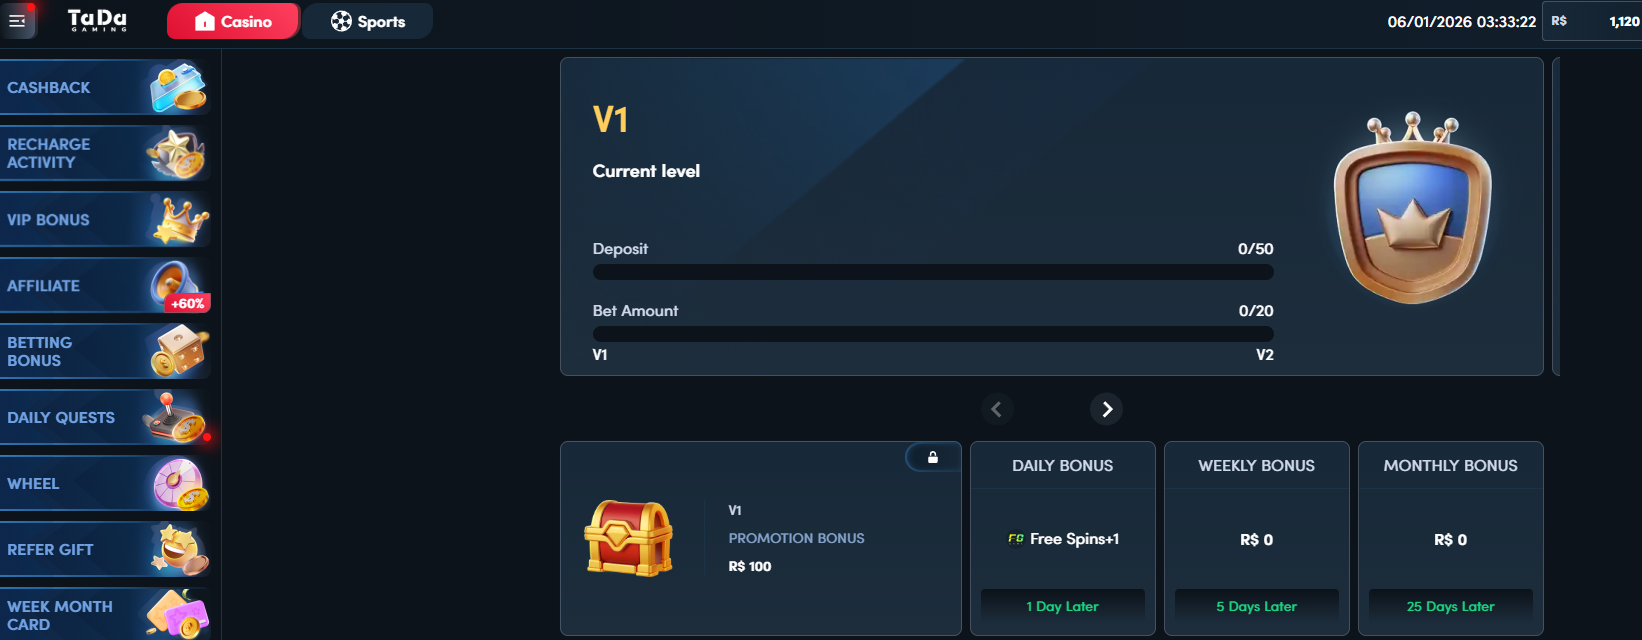 TaDa
GAMING
Casino
Sports
06/01/2026 03:33:22
R$ 1,120
CASHBACK
RECHARGE
ACTIVITY
VIP BONUS
AFFILIATE
+60%
BETTING
BONUS
DAILY QUESTS
WHEEL
REFER GIFT
WEEK MONTH
CARD
V1
Current level
Deposit 0/50
Bet Amount 0/20
V1 V2
V1
PROMOTION BONUS
R$ 100
DAILY BONUS
FG Free Spins+1
1 Day Later
WEEKLY BONUS
R$ 0
5 Days Later
MONTHLY BONUS
R$ 0
25 Days Later